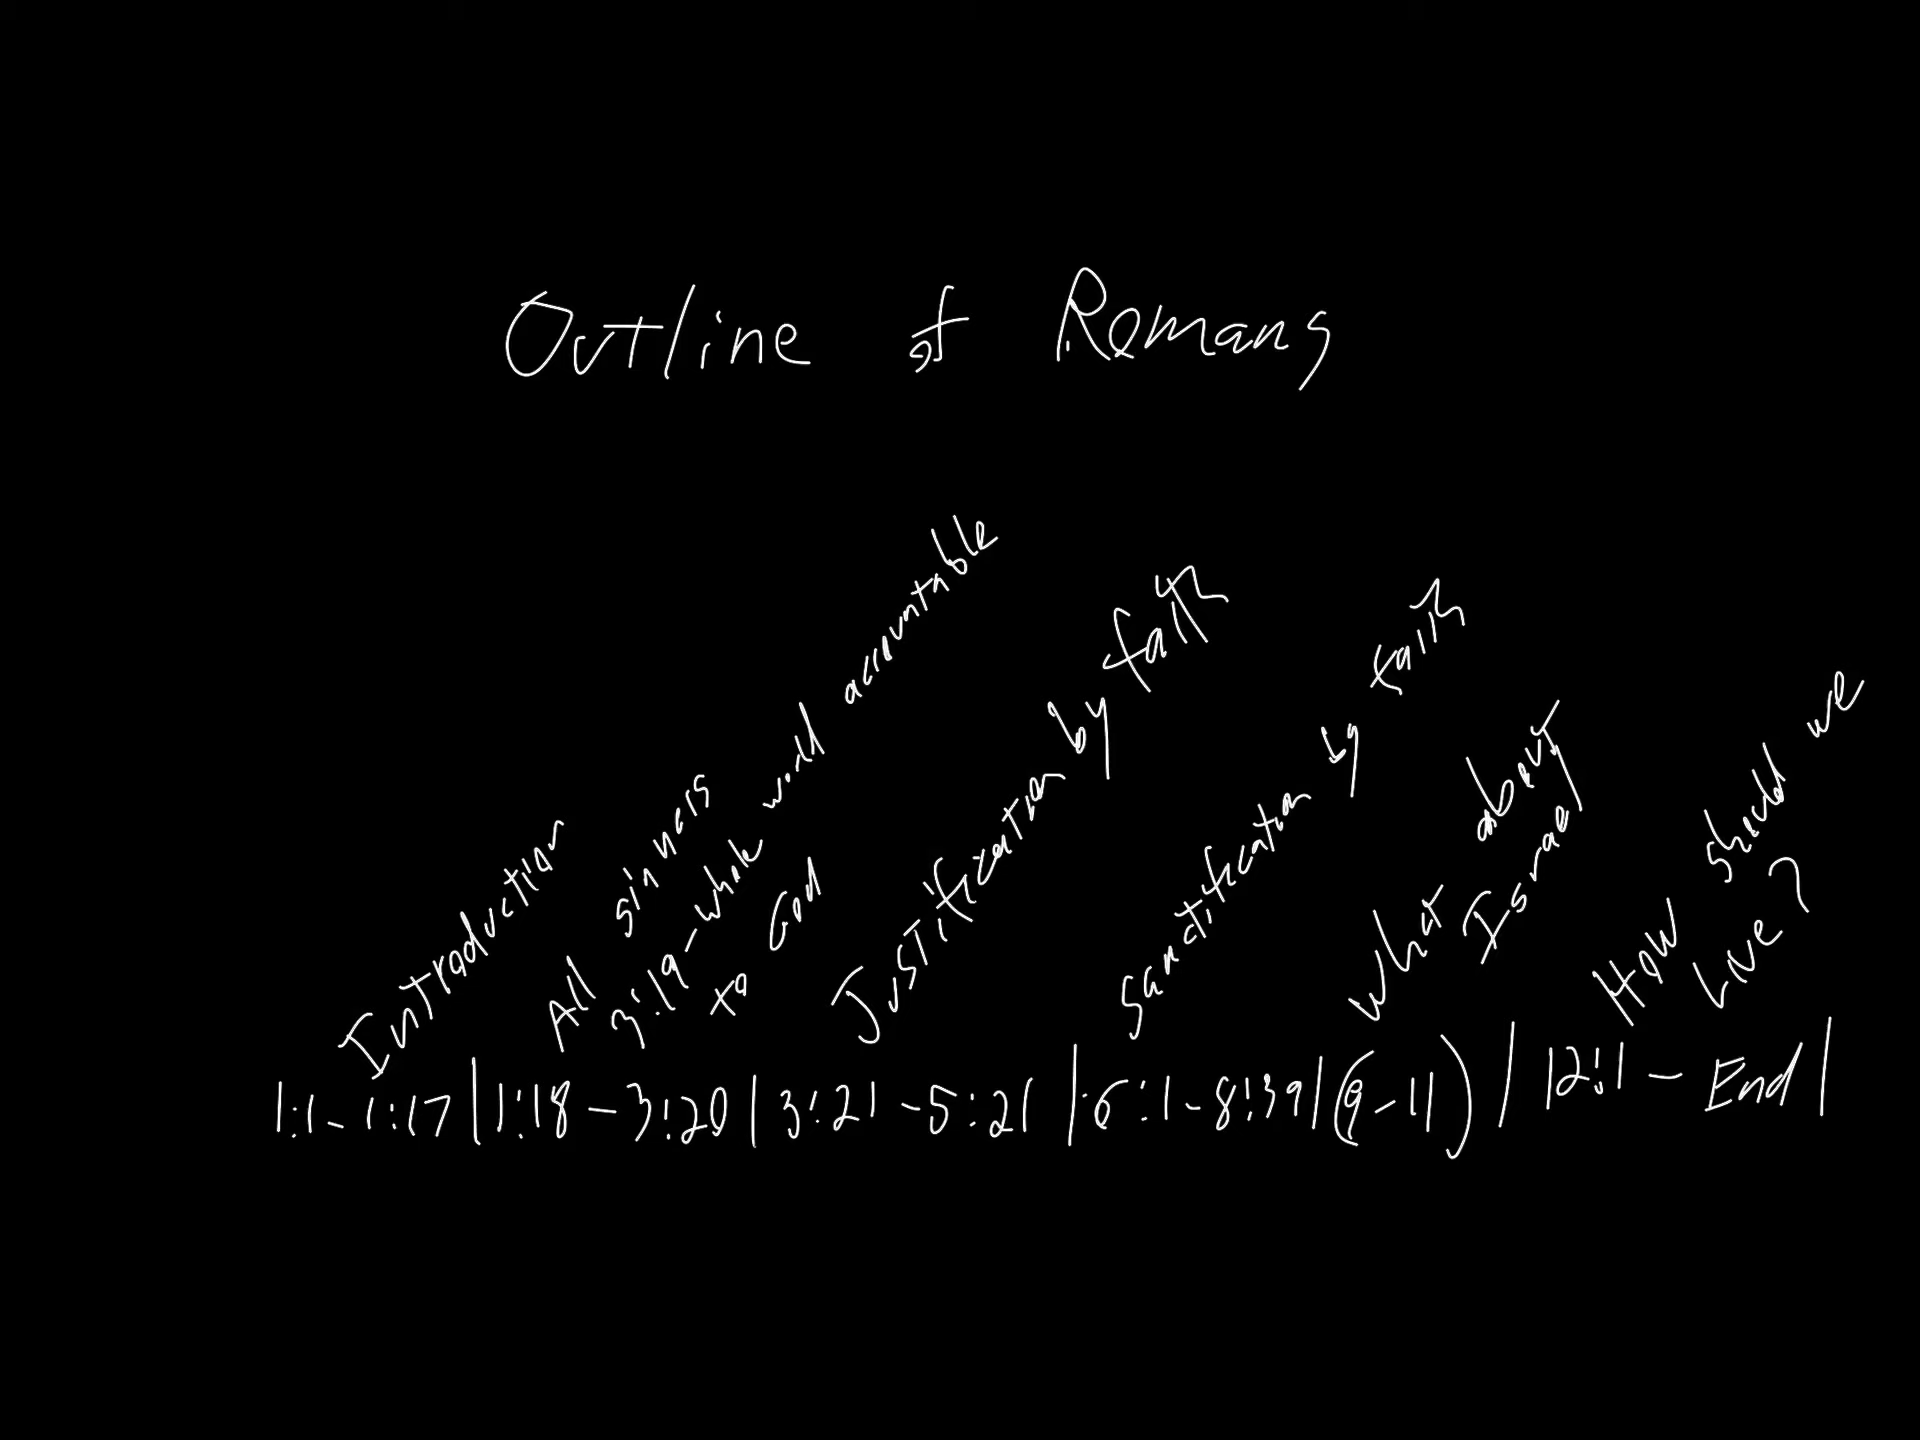 Outline of Romans
Introduction
All sinners
3:19-whole world accountable
to God
Justification by faith
Sanctification by faith
What about
Israel
How should we
Live?
1:1-1:17|1:18-3:20|3:21-5:21|6:1-8:39|(9-11)|12:1-End|